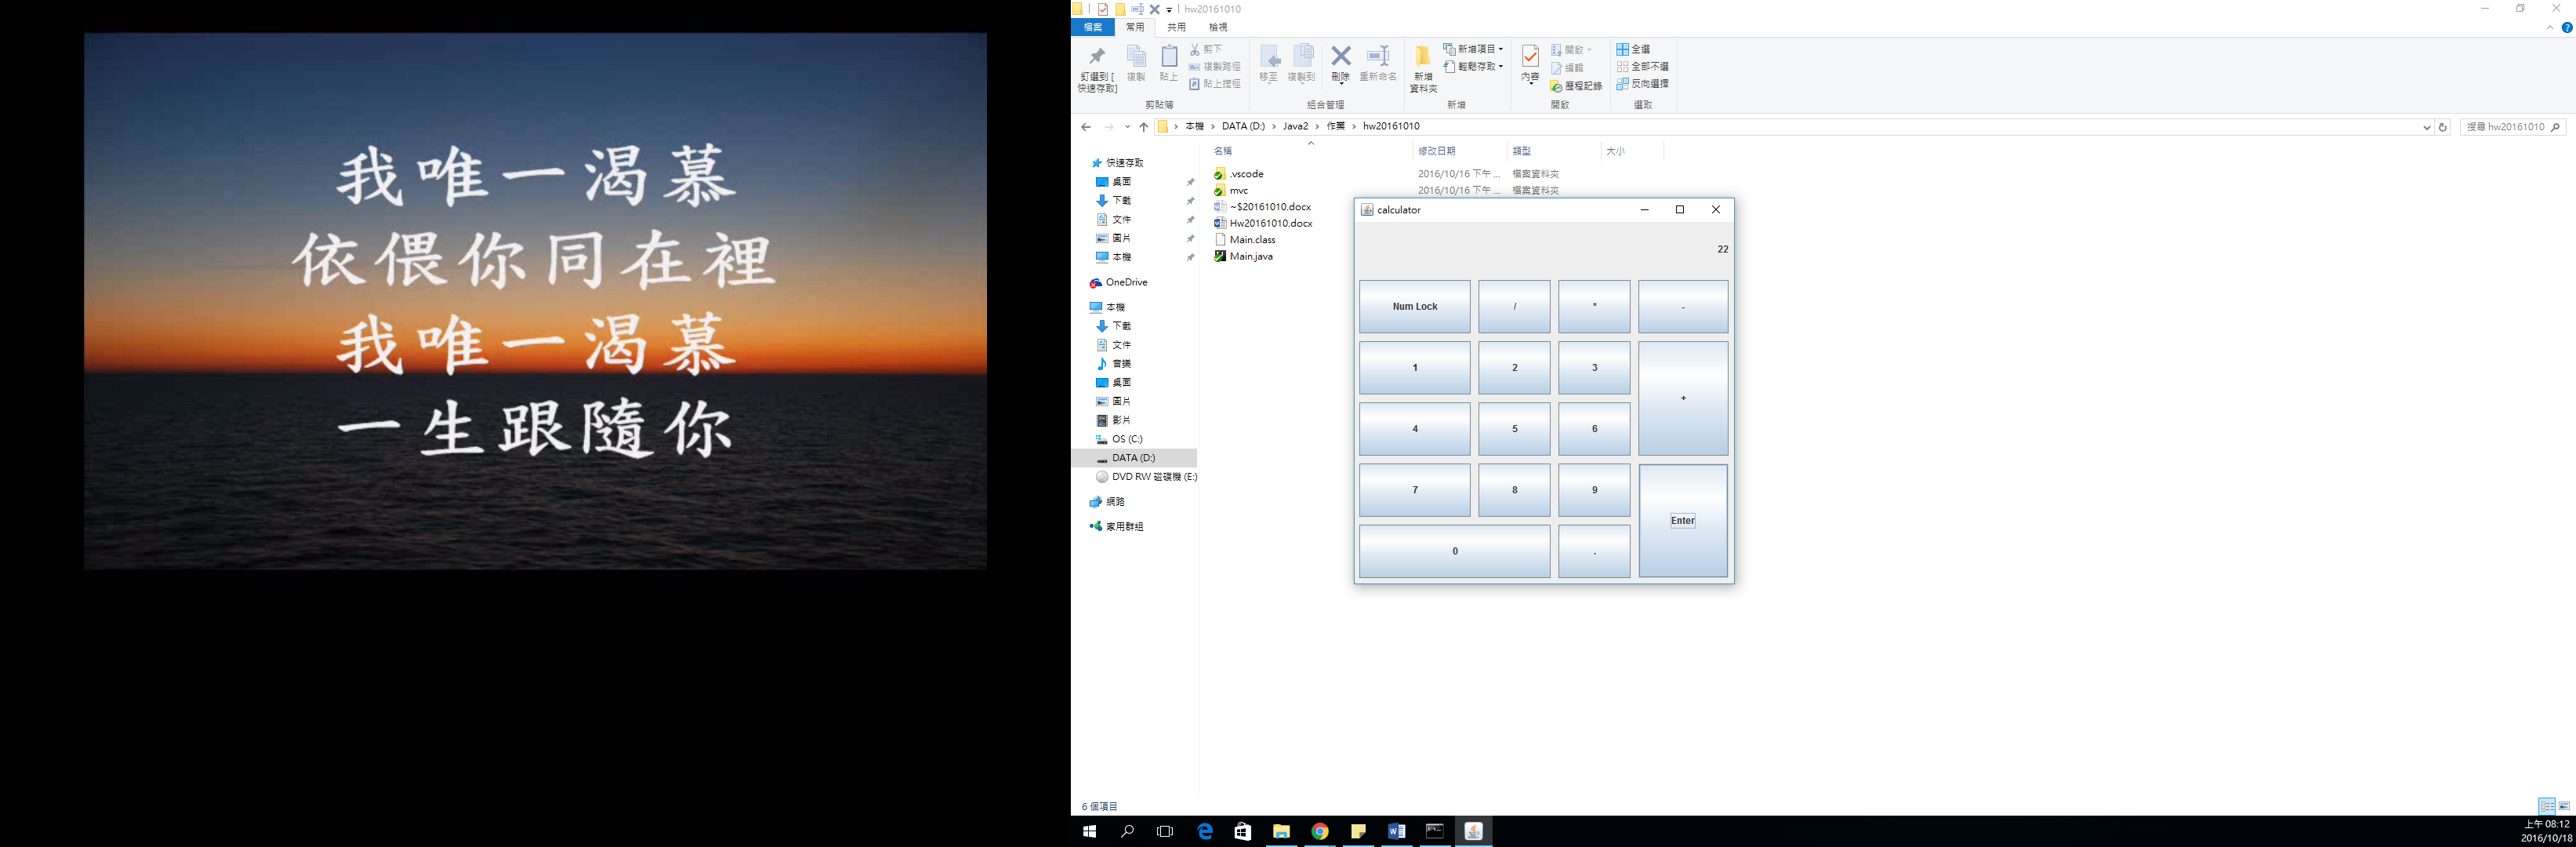 我唯一渴慕
依偎你同在裡
我唯一渴慕
一生跟隨你
hw20161010
檔案 常用 共用 檢視
釘選到 [快速存取]
複製
貼上
剪下
複製路徑
貼上捷徑
剪貼簿
移至
複製到
刪除
重新命名
組合管理
新增資料夾
新增項目
輕鬆存取
新增
內容
開啟
編輯
歷程記錄
開啟
全選
全部不選
反向選擇
選取
本機 › DATA (D:) › Java2 › 作業 › hw20161010
搜尋 hw20161010
快速存取
桌面
下載
文件
圖片
本機
OneDrive
本機
下載
文件
音樂
桌面
圖片
影片
OS (C:)
DATA (D:)
DVD RW 磁碟機 (E:)
網路
家用群組
名稱 修改日期 類型 大小
.vscode 2016/10/16 下午 ... 檔案資料夾
mvc 2016/10/16 下午 ... 檔案資料夾
~$20161010.docx
Hw20161010.docx
Main.class
Main.java
calculator
22
Num Lock / * -
1 2 3 +
4 5 6
7 8 9 Enter
0 .
6 個項目
上午 08:12
2016/10/18